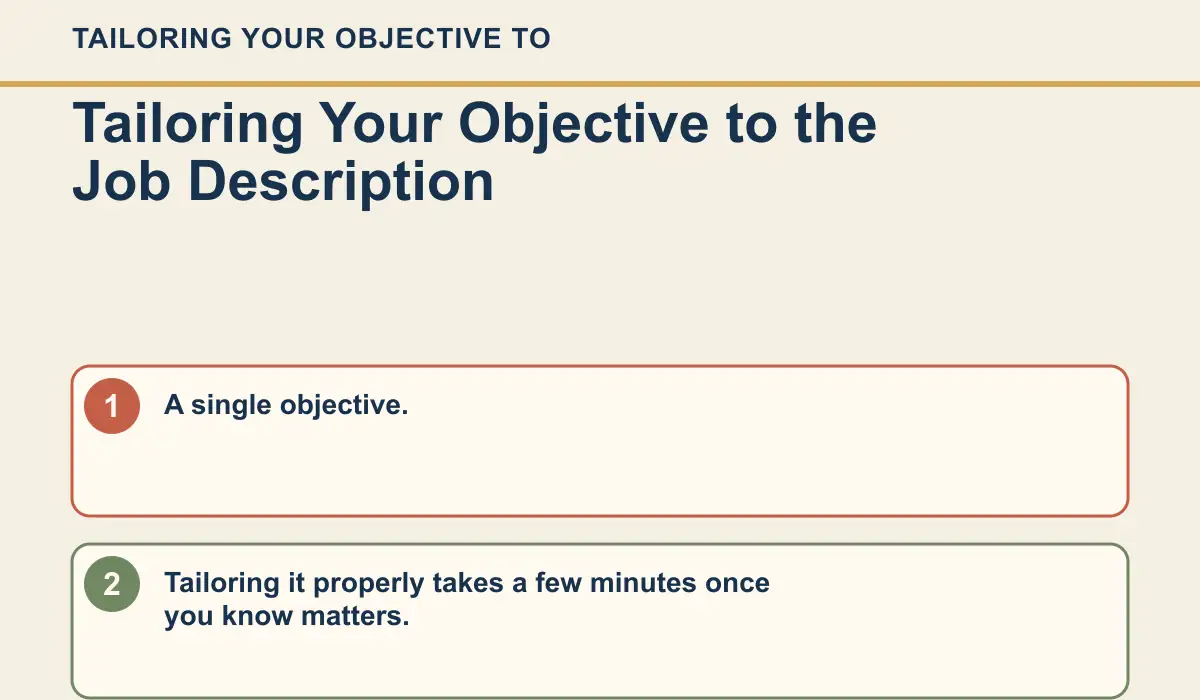 TAILORING YOUR OBJECTIVE TO
Tailoring Your Objective to the
Job Description
1
A single objective.
2
Tailoring it properly takes a few minutes once
you know matters.